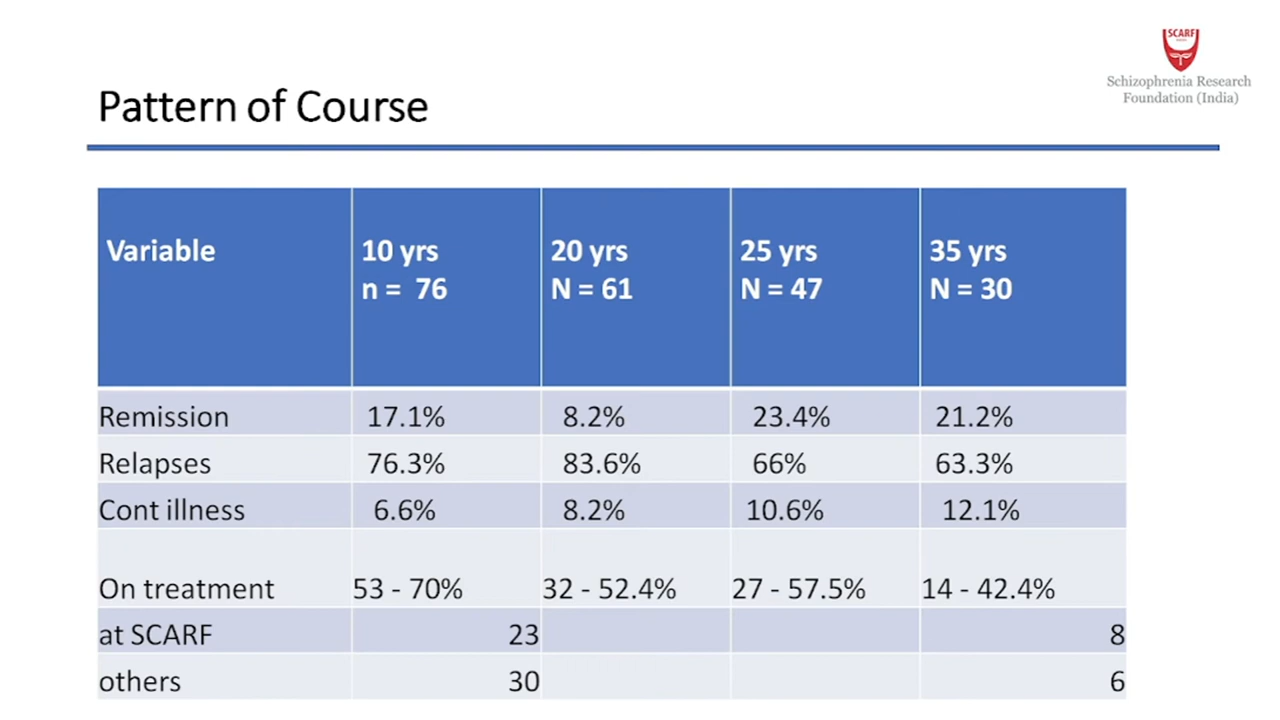 SCARF
Schizophrenia Research
Foundation (India)
Pattern of Course
Variable 10 yrs n = 76 20 yrs N = 61 25 yrs N = 47 35 yrs N = 30
Remission 17.1% 8.2% 23.4% 21.2%
Relapses 76.3% 83.6% 66% 63.3%
Cont illness 6.6% 8.2% 10.6% 12.1%
On treatment 53 - 70% 32 - 52.4% 27 - 57.5% 14 - 42.4%
at SCARF 23 8
others 30 6